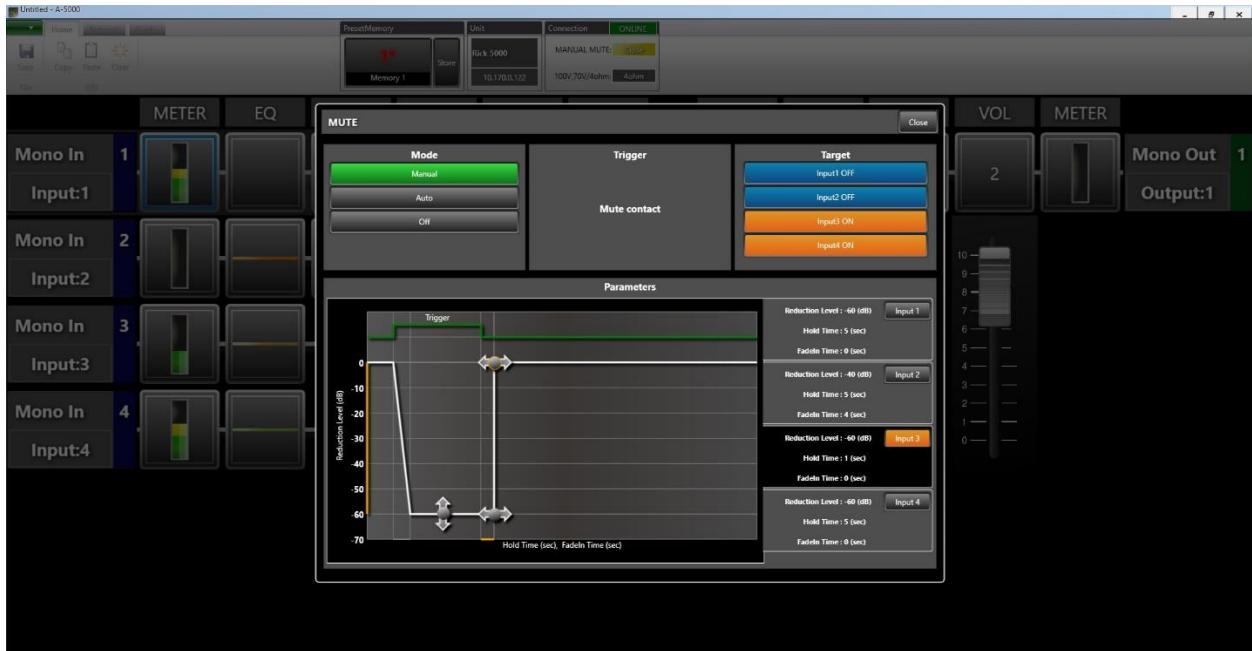 Untitled - A-5000
Home
Save
Copy
Paste
Clear
PresetMemory
Memory 1
Store
Unit
Rick 5000
10.170.0.122
Connection
ONLINE
MANUAL MUTE:
100V/70V/4ohm
4ohm
METER
EQ
VOL
METER
Mono In 1
Input:1
Mono In 2
Input:2
Mono In 3
Input:3
Mono In 4
Input:4
2
Mono Out 1
Output:1
10
9
8
7
6
5
4
3
2
1
0
MUTE
Close
Mode
Manual
Auto
Off
Trigger
Mute contact
Target
Input1 OFF
Input2 OFF
Input3 ON
Input4 ON
Parameters
Trigger
Reduction Level (dB)
0
-10
-20
-30
-40
-50
-60
-70
Hold Time (sec), FadeIn Time (sec)
Reduction Level : -60 (dB) Input 1
Hold Time : 5 (sec)
FadeIn Time : 0 (sec)
Reduction Level : -40 (dB) Input 2
Hold Time : 5 (sec)
FadeIn Time : 4 (sec)
Reduction Level : -60 (dB) Input 3
Hold Time : 1 (sec)
FadeIn Time : 0 (sec)
Reduction Level : -60 (dB) Input 4
Hold Time : 5 (sec)
FadeIn Time : 0 (sec)